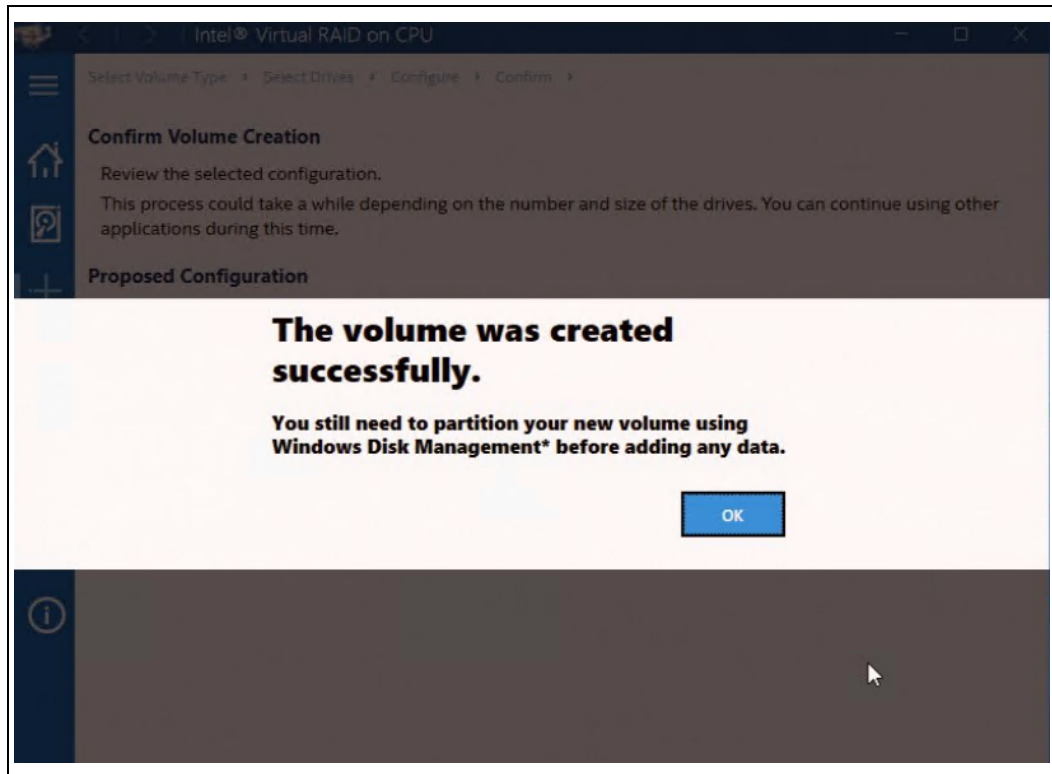 Intel® Virtual RAID on CPU
Select Volume Type Select Drives Configure Confirm
Confirm Volume Creation
Review the selected configuration.
This process could take a while depending on the number and size of the drives. You can continue using other
applications during this time.
Proposed Configuration
The volume was created
successfully.
You still need to partition your new volume using
Windows Disk Management* before adding any data.
OK